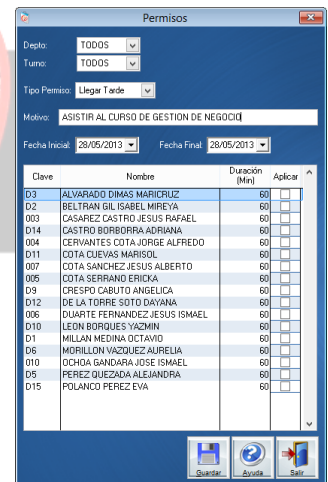 Permisos
Depto: TODOS
Turno: TODOS
Tipo Permiso: Llegar Tarde
Motivo: ASISTIR AL CURSO DE GESTION DE NEGOCIO
Fecha Inicial: 28/05/2013 Fecha Final: 28/05/2013
Clave Nombre Duración (Min) Aplicar
D3 ALVARADO DIMAS MARICRUZ 60
D2 BELTRAN GIL ISABEL MIREYA 60
003 CASAREZ CASTRO JESUS RAFAEL 60
D14 CASTRO BORBORRA ADRIANA 60
004 CERVANTES COTA JORGE ALFREDO 60
D11 COTA CUEVAS MARISOL 60
007 COTA SANCHEZ JESUS ALBERTO 60
005 COTA SERRANO ERICKA 60
D9 CRESPO CABUTO ANGELICA 60
D12 DE LA TORRE SOTO DAYANA 60
006 DUARTE FERNANDEZ JESUS ISMAEL 60
D10 LEON BORQUES YAZMIN 60
D1 MILLAN MEDINA OCTAVIO 60
D6 MORILLON VAZQUEZ AURELIA 60
010 OCHOA GANDARA JOSE ISMAEL 60
D5 PEREZ QUEZADA ALEJANDRA 60
D15 POLANCO PEREZ EVA 60
Guardar Ayuda Salir